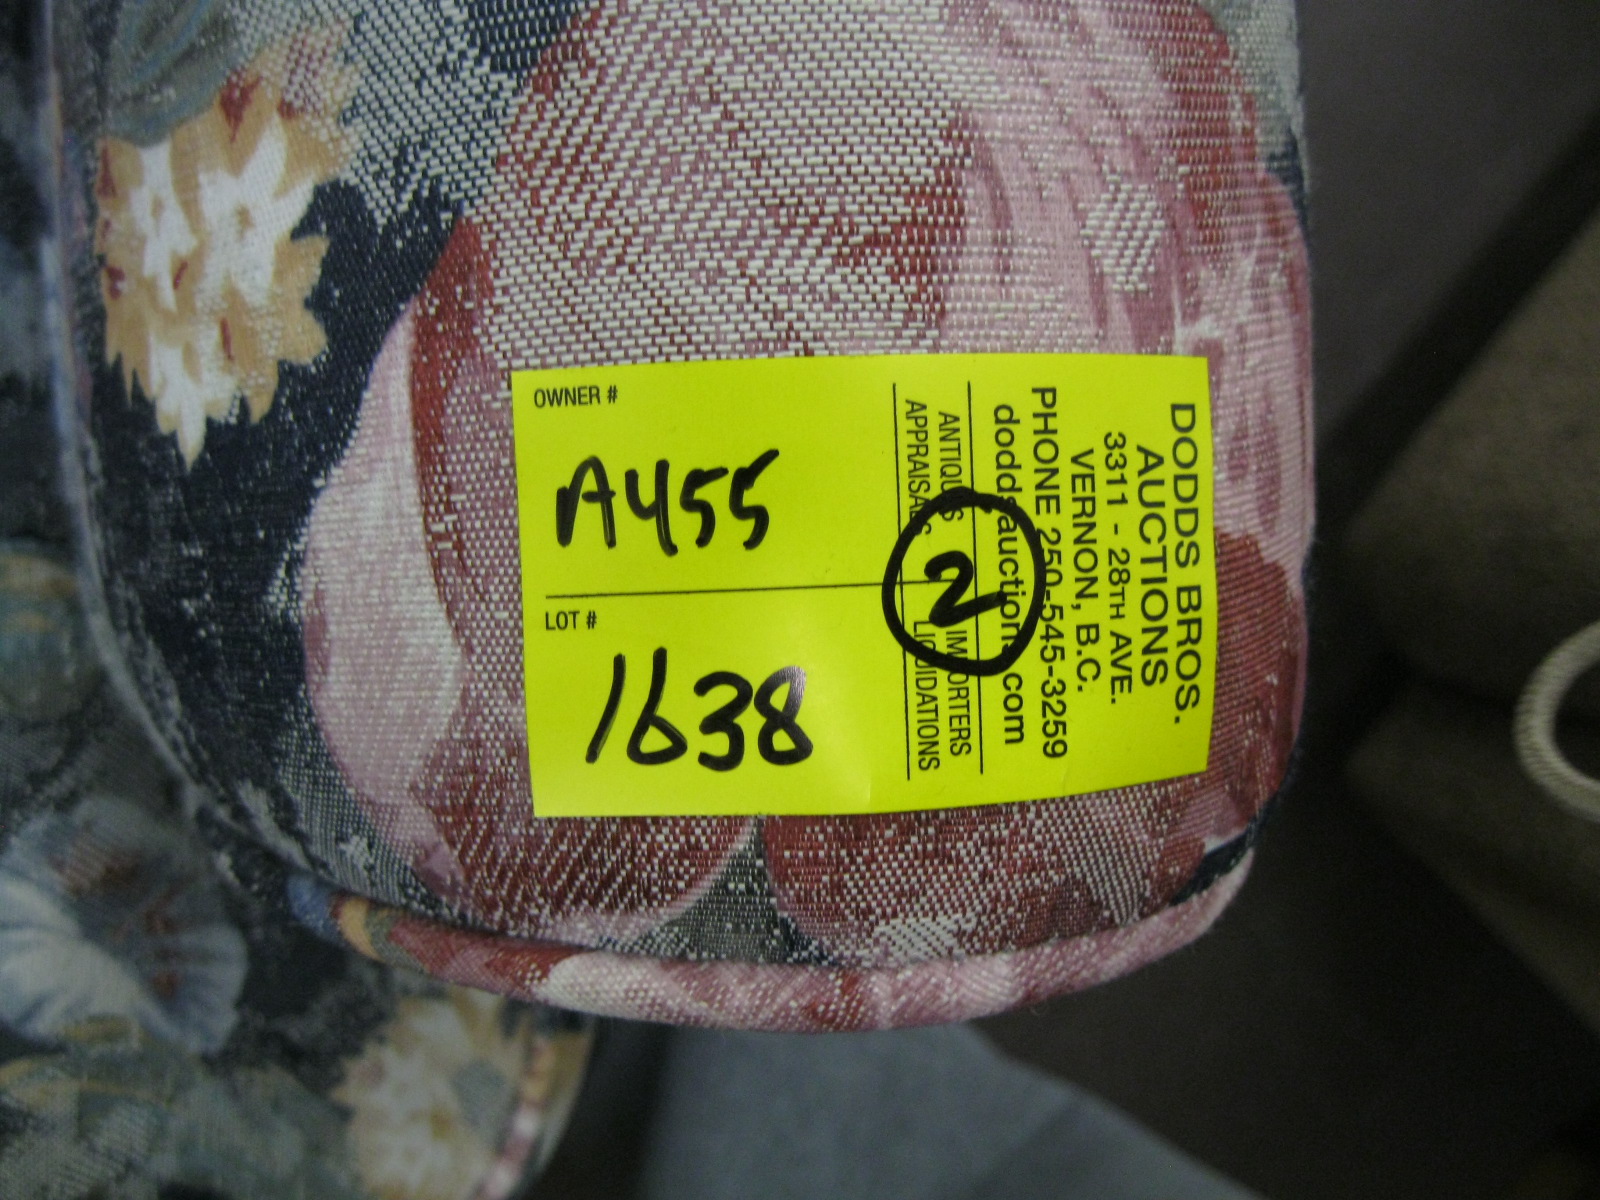 DODDS BROS.
AUCTIONS
3311 - 28TH AVE.
VERNON, B.C.
PHONE 250-545-3259
doddsauctions.com
ANTIQUES IMPORTERS
APPRAISALS LIQUIDATIONS
2
OWNER #
A455
LOT #
1638